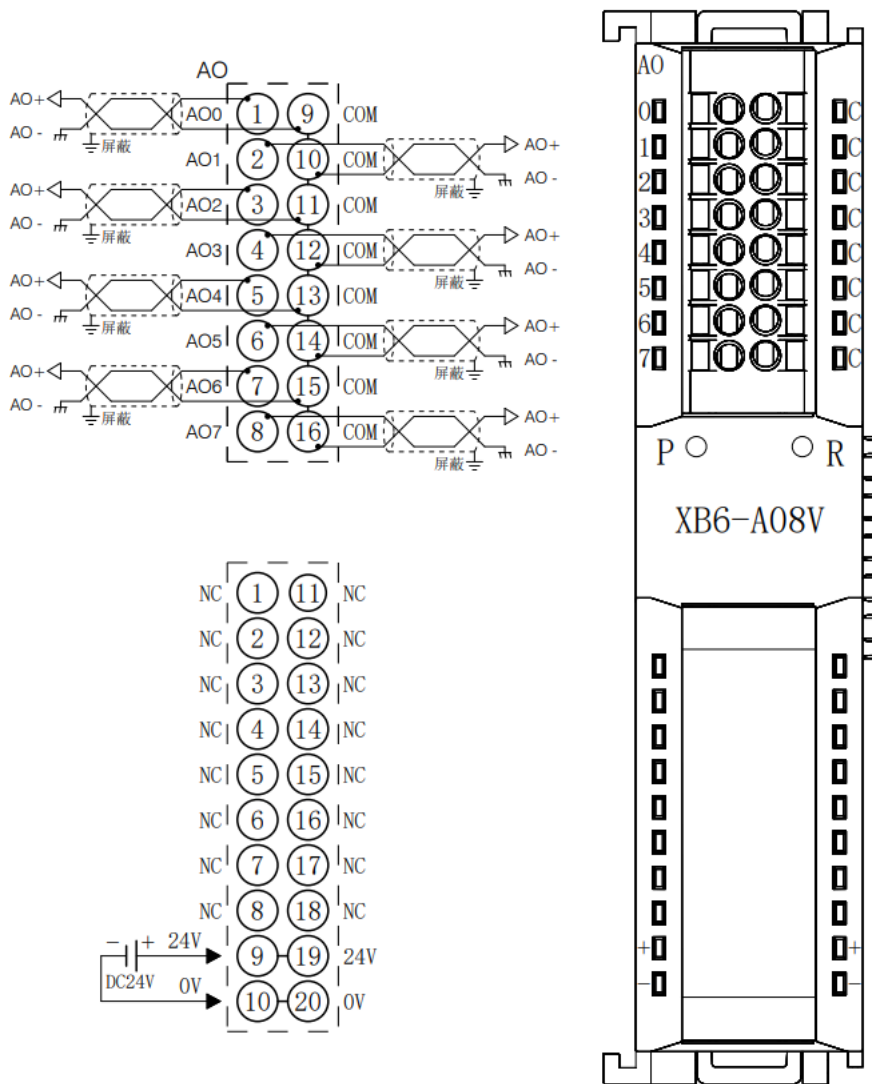 AO
AO+ AO0 1 9 COM
AO- 屏蔽
AO1 2 10 COM AO+
屏蔽 AO-
AO+ AO2 3 11 COM
AO- 屏蔽
AO3 4 12 COM AO+
屏蔽 AO-
AO+ AO4 5 13 COM
AO- 屏蔽
AO5 6 14 COM AO+
屏蔽 AO-
AO+ AO6 7 15 COM
AO- 屏蔽
AO7 8 16 COM AO+
屏蔽 AO-
NC 1 11 NC
NC 2 12 NC
NC 3 13 NC
NC 4 14 NC
NC 5 15 NC
NC 6 16 NC
NC 7 17 NC
NC 8 18 NC
- + 24V 9 19 24V
DC24V 0V 10 20 0V
AO
0 C
1 C
2 C
3 C
4 C
5 C
6 C
7 C
P R
XB6-A08V
+ +
- -